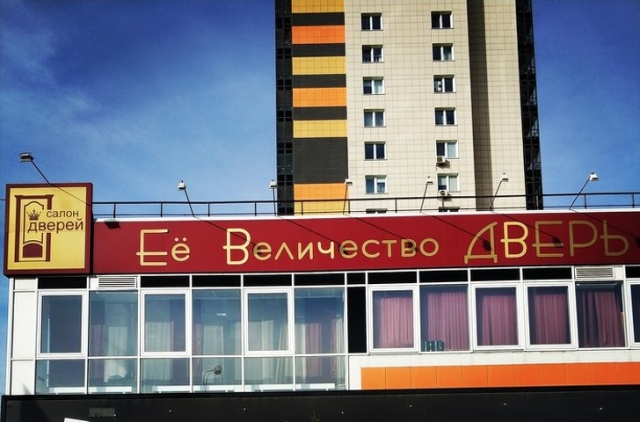 салон
дверей
Её Величество ДВЕРЬ